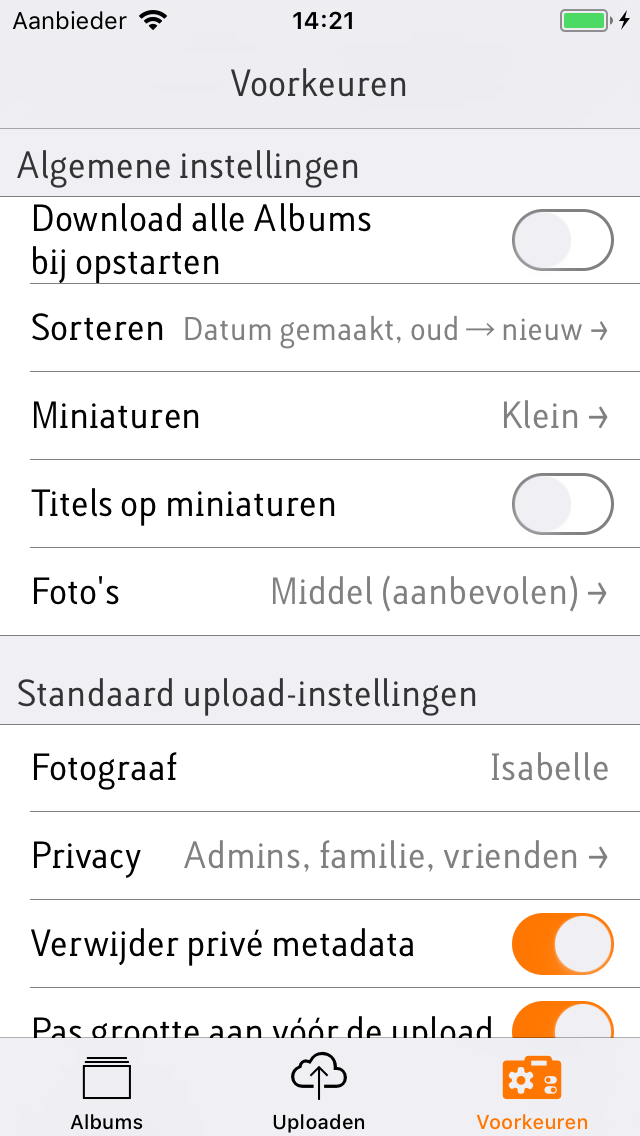 Aanbieder 14:21
Voorkeuren
Algemene instellingen
Download alle Albums
bij opstarten
Sorteren Datum gemaakt, oud → nieuw →
Miniaturen Klein →
Titels op miniaturen
Foto's Middel (aanbevolen) →
Standaard upload-instellingen
Fotograaf Isabelle
Privacy Admins, familie, vrienden →
Verwijder privé metadata
Pas grootte aan vóór de upload
Albums Uploaden Voorkeuren